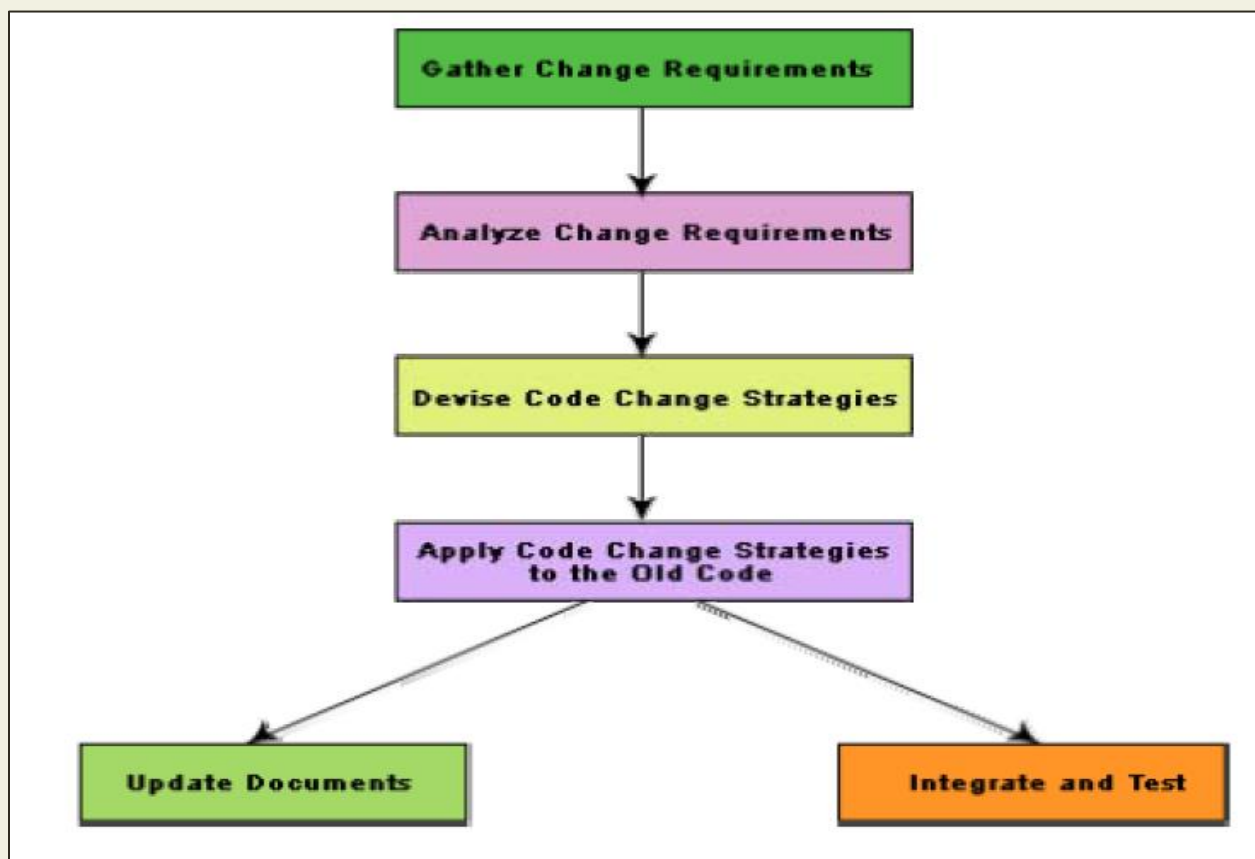 Gather Change Requirements
Analyze Change Requirements
Devise Code Change Strategies
Apply Code Change Strategies
to the Old Code
Update Documents
Integrate and Test